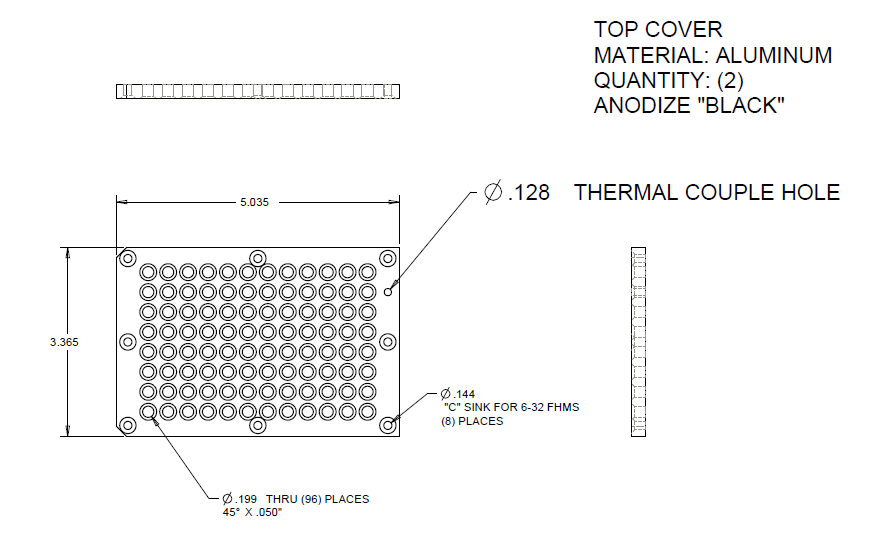 TOP COVER
MATERIAL: ALUMINUM
QUANTITY: (2)
ANODIZE "BLACK"
5.035
Ø.128 THERMAL COUPLE HOLE
3.365
Ø.144
"C" SINK FOR 6-32 FHMS
(8) PLACES
Ø.199 THRU (96) PLACES
45° X .050"